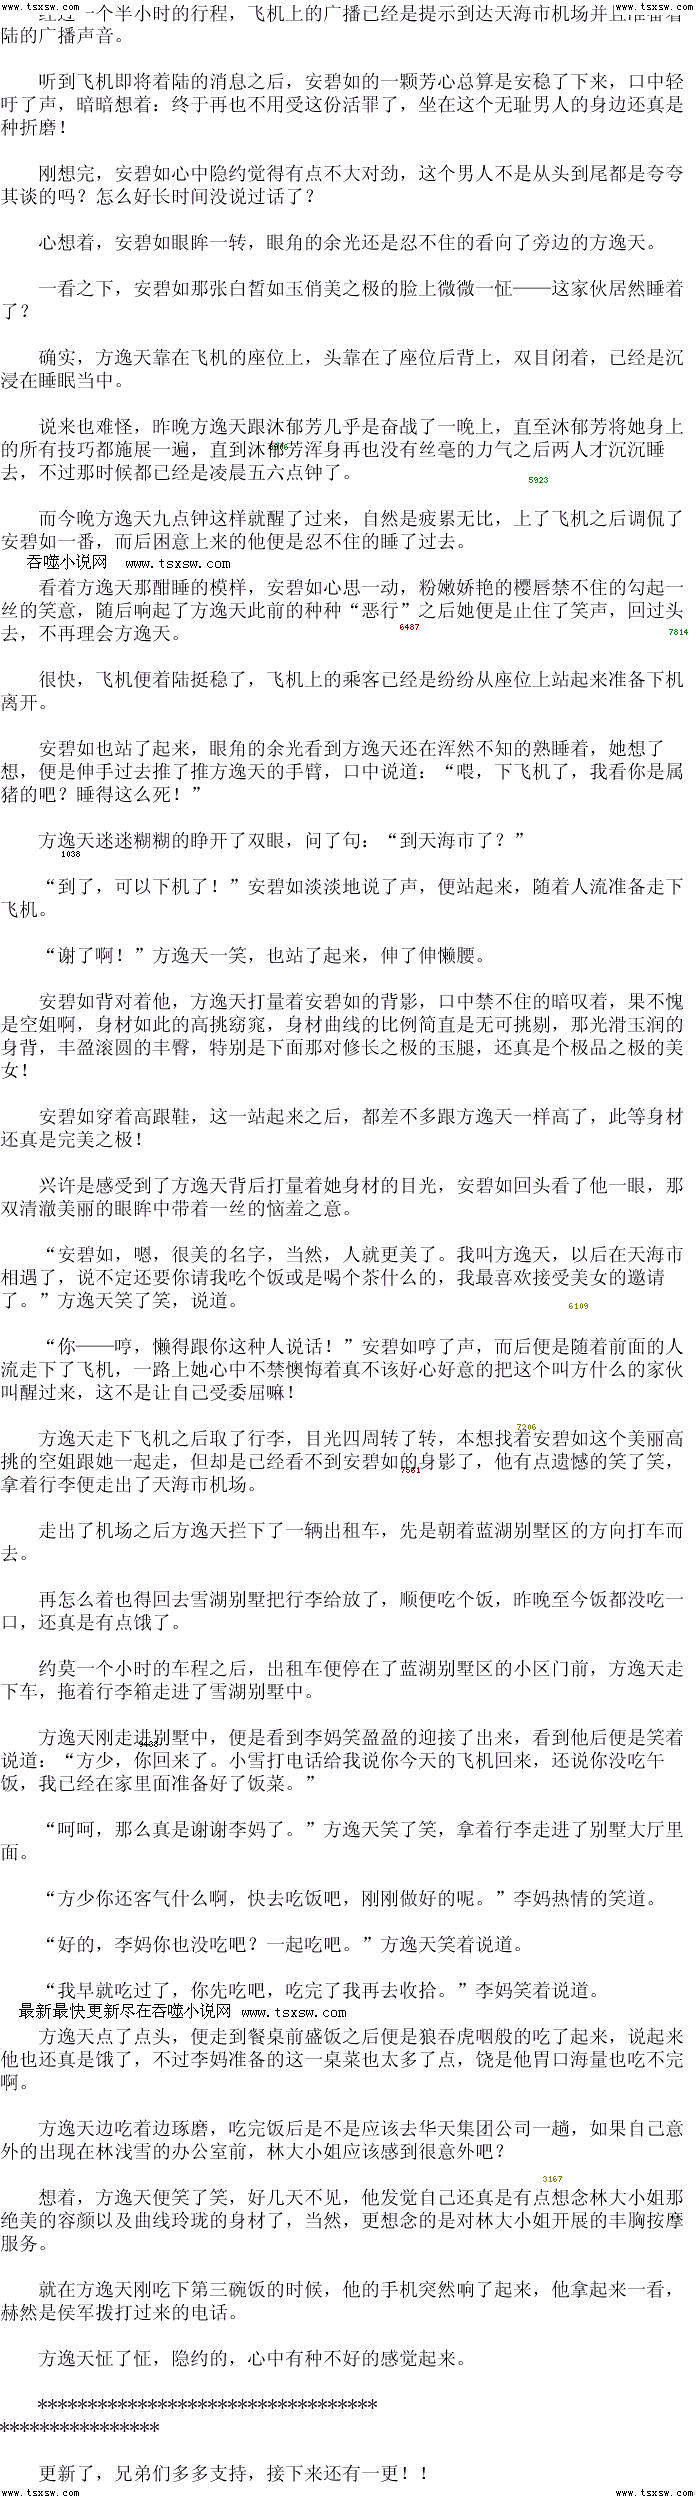 www.tsxsw.com www.tsxsw.com
经过一个半小时的行程，飞机上的广播已经是提示到达天海市机场并且准备着
陆的广播声音。
听到飞机即将着陆的消息之后，安碧如的一颗芳心总算是安稳了下来，口中轻
吁了声，暗暗想着：终于再也不用受这份活罪了，坐在这个无耻男人的身边还真是
种折磨！
刚想完，安碧如心中隐约觉得有点不大对劲，这个男人不是从头到尾都是夸夸
其谈的吗？怎么好长时间没说过话了？
心想着，安碧如眼眸一转，眼角的余光还是忍不住的看向了旁边的方逸天。
一看之下，安碧如那张白皙如玉俏美之极的脸上微微一怔——这家伙居然睡着
了？
确实，方逸天靠在飞机的座位上，头靠在了座位后背上，双目闭着，已经是沉
浸在睡眠当中。
说来也难怪，昨晚方逸天跟沐郁芳几乎是奋战了一晚上，直至沐郁芳将她身上
的所有技巧都施展一遍，直到沐郁芳浑身再也没有丝毫的力气之后两人才沉沉睡
去，不过那时候都已经是凌晨五六点钟了。
5923
而今晚方逸天九点钟这样就醒了过来，自然是疲累无比，上了飞机之后调侃了
安碧如一番，而后困意上来的他便是忍不住的睡了过去。
吞噬小说网 www.tsxsw.com
看着方逸天那酣睡的模样，安碧如心思一动，粉嫩娇艳的樱唇禁不住的勾起一
丝的笑意，随后响起了方逸天此前的种种“恶行”之后她便是止住了笑声，回过头
去，不再理会方逸天。
6487
7814
很快，飞机便着陆挺稳了，飞机上的乘客已经是纷纷从座位上站起来准备下机
离开。
安碧如也站了起来，眼角的余光看到方逸天还在浑然不知的熟睡着，她想了
想，便是伸手过去推了推方逸天的手臂，口中说道：“喂，下飞机了，我看你是属
猪的吧？睡得这么死！”
方逸天迷迷糊糊的睁开了双眼，问了句：“到天海市了？”
1038
“到了，可以下机了！”安碧如淡淡地说了声，便站起来，随着人流准备走下
飞机。
“谢了啊！”方逸天一笑，也站了起来，伸了伸懒腰。
安碧如背对着他，方逸天打量着安碧如的背影，口中禁不住的暗叹着，果不愧
是空姐啊，身材如此的高挑窈窕，身材曲线的比例简直是无可挑剔，那光滑玉润的
身背，丰盈滚圆的丰臀，特别是下面那对修长之极的玉腿，还真是个极品之极的美
女！
安碧如穿着高跟鞋，这一站起来之后，都差不多跟方逸天一样高了，此等身材
还真是完美之极！
兴许是感受到了方逸天背后打量着她身材的目光，安碧如回头看了他一眼，那
双清澈美丽的眼眸中带着一丝的恼羞之意。
“安碧如，嗯，很美的名字，当然，人就更美了。我叫方逸天，以后在天海市
相遇了，说不定还要你请我吃个饭或是喝个茶什么的，我最喜欢接受美女的邀请
了。”方逸天笑了笑，说道。
6109
“你——哼，懒得跟你这种人说话！”安碧如哼了声，而后便是随着前面的人
流走下了飞机，一路上她心中不禁懊悔着真不该好心好意的把这个叫方什么的家伙
叫醒过来，这不是让自己受委屈嘛！
7206
方逸天走下飞机之后取了行李，目光四周转了转，本想找着安碧如这个美丽高
挑的空姐跟她一起走，但却是已经看不到安碧如的身影了，他有点遗憾的笑了笑，
拿着行李便走出了天海市机场。
走出了机场之后方逸天拦下了一辆出租车，先是朝着蓝湖别墅区的方向打车而
去。
再怎么着也得回去雪湖别墅把行李给放了，顺便吃个饭，昨晚至今饭都没吃一
口，还真是有点饿了。
约莫一个小时的车程之后，出租车便停在了蓝湖别墅区的小区门前，方逸天走
下车，拖着行李箱走进了雪湖别墅中。
方逸天刚走进别墅中，便是看到李妈笑盈盈的迎接了出来，看到他后便是笑着
说道：“方少，你回来了。小雪打电话给我说你今天的飞机回来，还说你没吃午
饭，我已经在家里面准备好了饭菜。”
“呵呵，那么真是谢谢李妈了。”方逸天笑了笑，拿着行李走进了别墅大厅里
面。
“方少你还客气什么啊，快去吃饭吧，刚刚做好的呢。”李妈热情的笑道。
“好的，李妈你也没吃吧？一起吃吧。”方逸天笑着说道。
“我早就吃过了，你先吃吧，吃完了我再去收拾。”李妈笑着说道。
最新最快更新尽在吞噬小说网 www.tsxsw.com
方逸天点了点头，便走到餐桌前盛饭之后便是狼吞虎咽般的吃了起来，说起来
他也还真是饿了，不过李妈准备的这一桌菜也太多了点，饶是他胃口海量也吃不完
啊。
方逸天边吃着边琢磨，吃完饭后是不是应该去华天集团公司一趟，如果自己意
外的出现在林浅雪的办公室前，林大小姐应该感到很意外吧？
3167
想着，方逸天便笑了笑，好几天不见，他发觉自己还真是有点想念林大小姐那
绝美的容颜以及曲线玲珑的身材了，当然，更想念的是对林大小姐开展的丰胸按摩
服务。
就在方逸天刚吃下第三碗饭的时候，他的手机突然响了起来，他拿起来一看，
赫然是侯军拨打过来的电话。
方逸天怔了怔，隐约的，心中有种不好的感觉起来。
**********************************
****************
更新了，兄弟们多多支持，接下来还有一更！！
www.tsxsw.com www.tsxsw.com